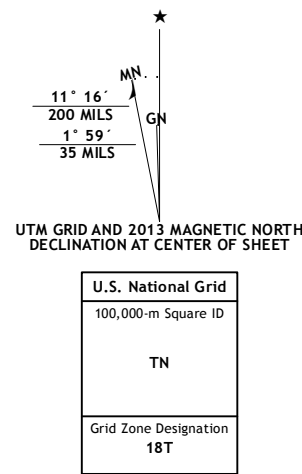 ★
MN
11° 16´
200 MILS
GN
1° 59´
35 MILS
UTM GRID AND 2013 MAGNETIC NORTH
DECLINATION AT CENTER OF SHEET
U.S. National Grid
100,000-m Square ID
TN
Grid Zone Designation
18T